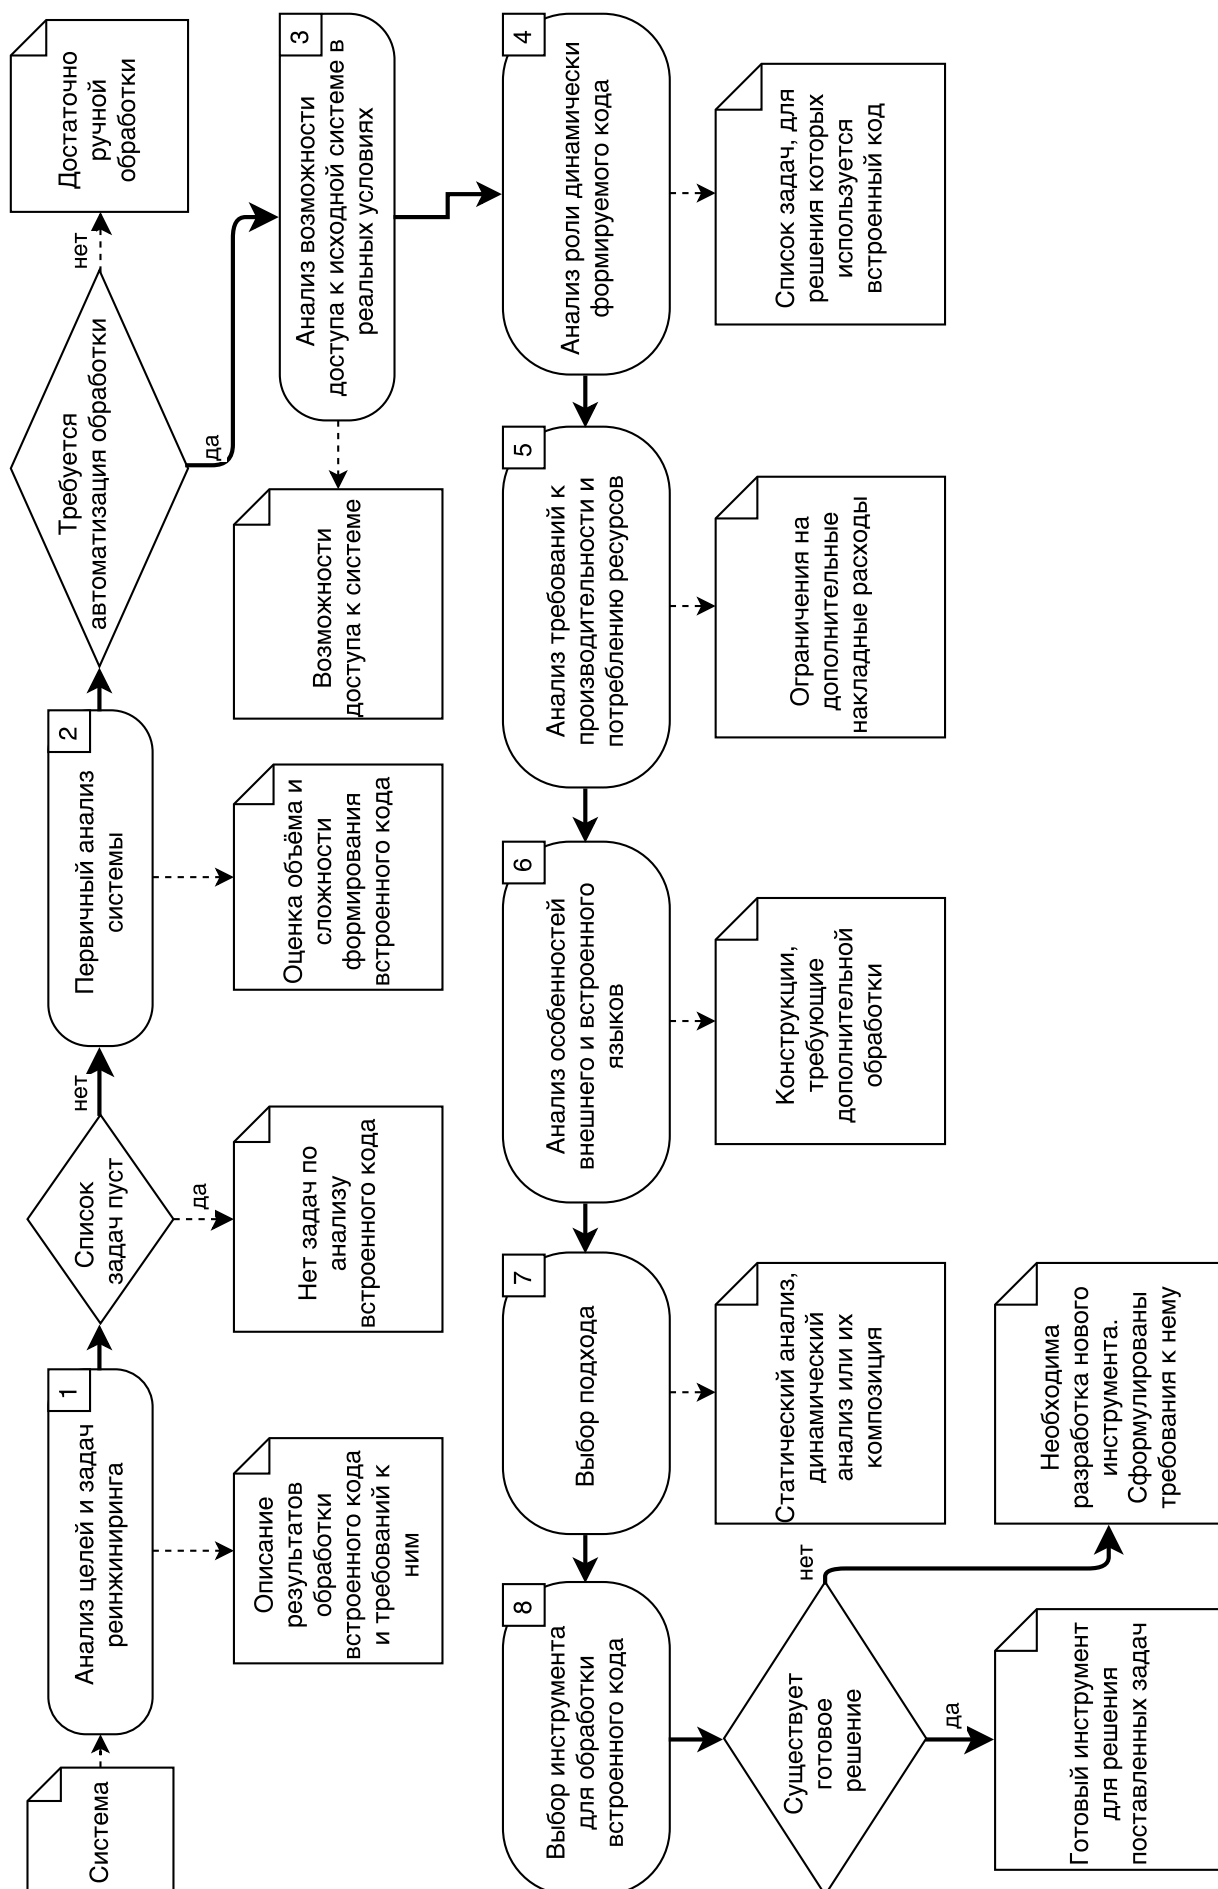 Система
1
Анализ целей и задач
реинжиниринга
Описание
результатов
обработки
встроенного кода
и требований к
ним
Список
задач пуст
да
Нет задач по
анализу
встроенного кода
нет
2
Первичный анализ
системы
Оценка объёма и
сложности
формирования
встроенного кода
Требуется
автоматизация обработки
нет
Достаточно
ручной
обработки
да
3
Анализ возможности
доступа к исходной системе в
реальных условиях
Возможности
доступа к системе
4
Анализ роли динамически
формируемого кода
Список задач, для
решения которых
используется
встроенный код
5
Анализ требований к
производительности и
потреблению ресурсов
Ограничения на
дополнительные
накладные расходы
6
Анализ особенностей
внешнего и встроенного
языков
Конструкции,
требующие
дополнительной
обработки
7
Выбор подхода
Статический анализ,
динамический
анализ или их
композиция
8
Выбор инструмента
для обработки
встроенного кода
Существует
готовое
решение
да
Готовый инструмент
для решения
поставленных задач
нет
Необходима
разработка нового
инструмента.
Сформулированы
требования к нему